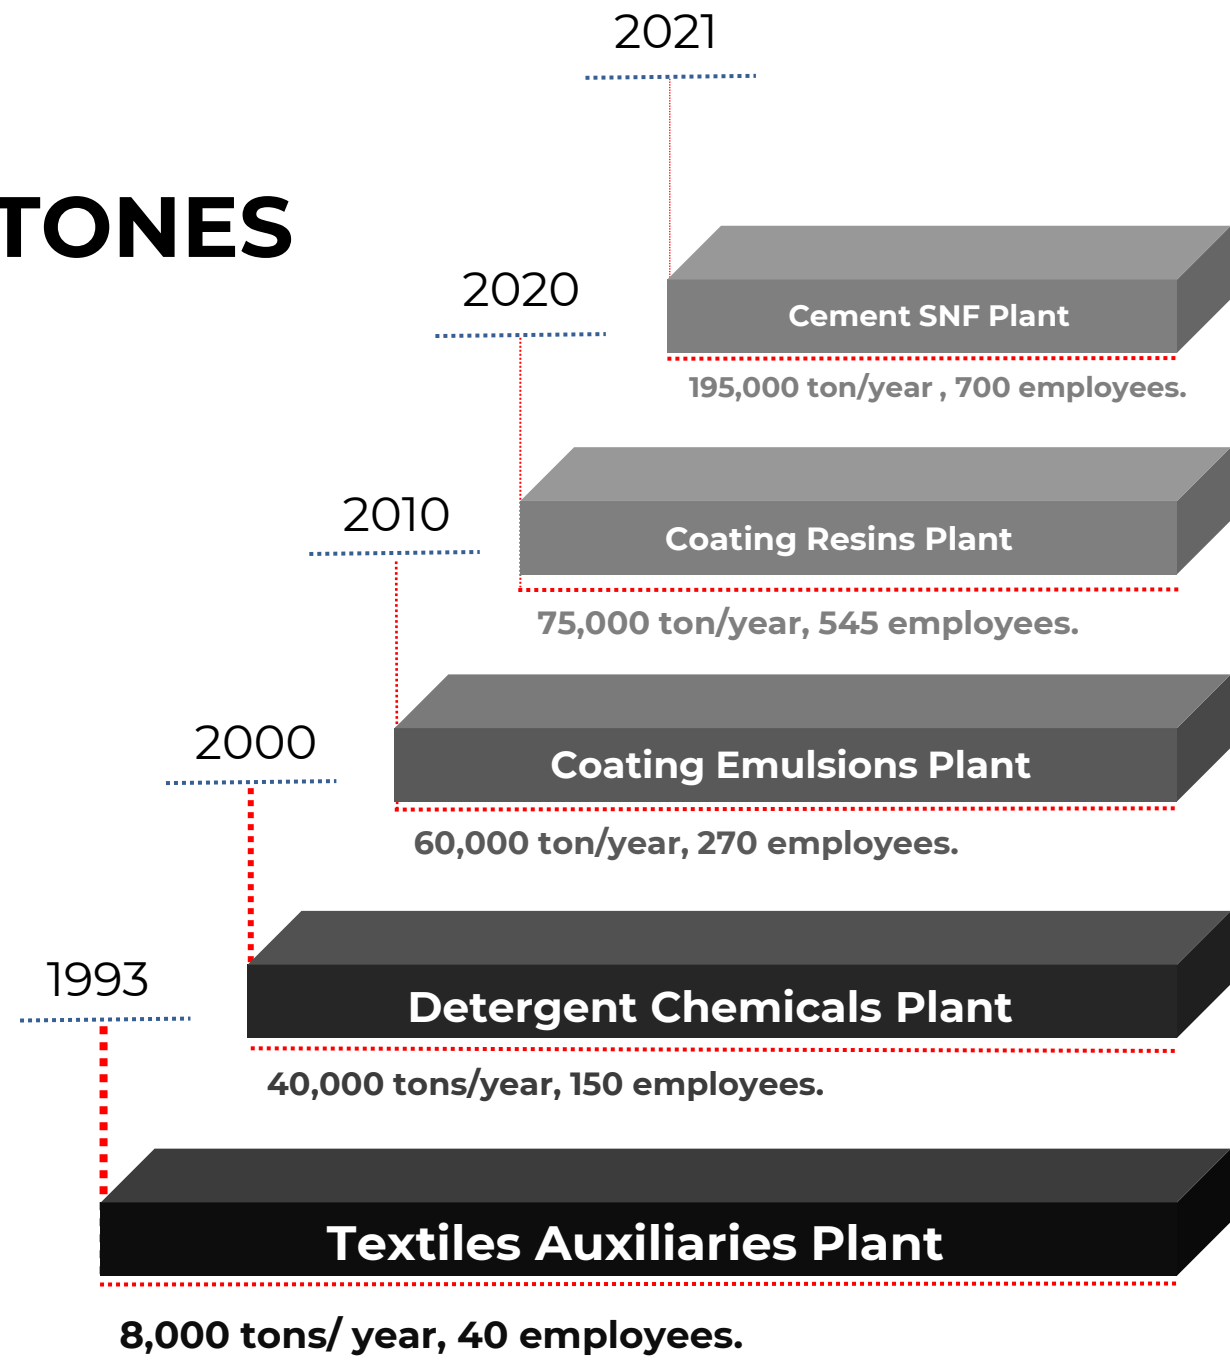 2021
TONES
2020
Cement SNF Plant
195,000 ton/year , 700 employees.
2010
Coating Resins Plant
75,000 ton/year, 545 employees.
2000
Coating Emulsions Plant
60,000 ton/year, 270 employees.
1993
Detergent Chemicals Plant
40,000 tons/year, 150 employees.
Textiles Auxiliaries Plant
8,000 tons/ year, 40 employees.